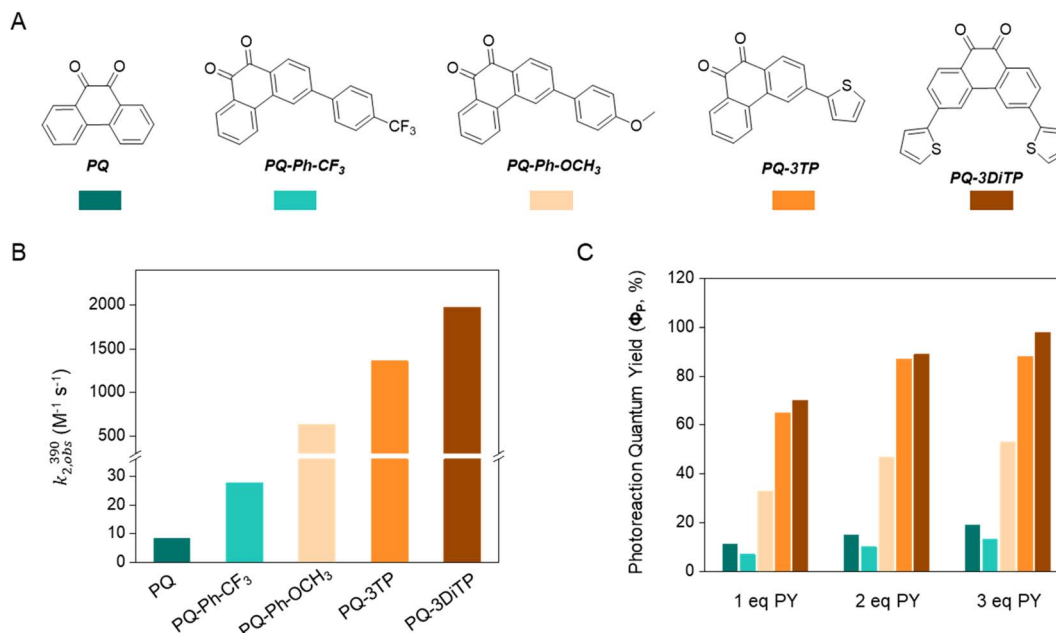 A
O O
O O
O O
O O
O O
CF₃
O
S
S S
PQ
PQ-Ph-CF₃
PQ-Ph-OCH₃
PQ-3TP
PQ-3DiTP
B
k₂,obs³⁹⁰ (M⁻¹ s⁻¹)
2000
1500
1000
500
30
20
10
0
PQ
PQ-Ph-CF₃
PQ-Ph-OCH₃
PQ-3TP
PQ-3DiTP
C
Photoreaction Quantum Yield (Φ_P, %)
120
100
80
60
40
20
0
1 eq PY
2 eq PY
3 eq PY